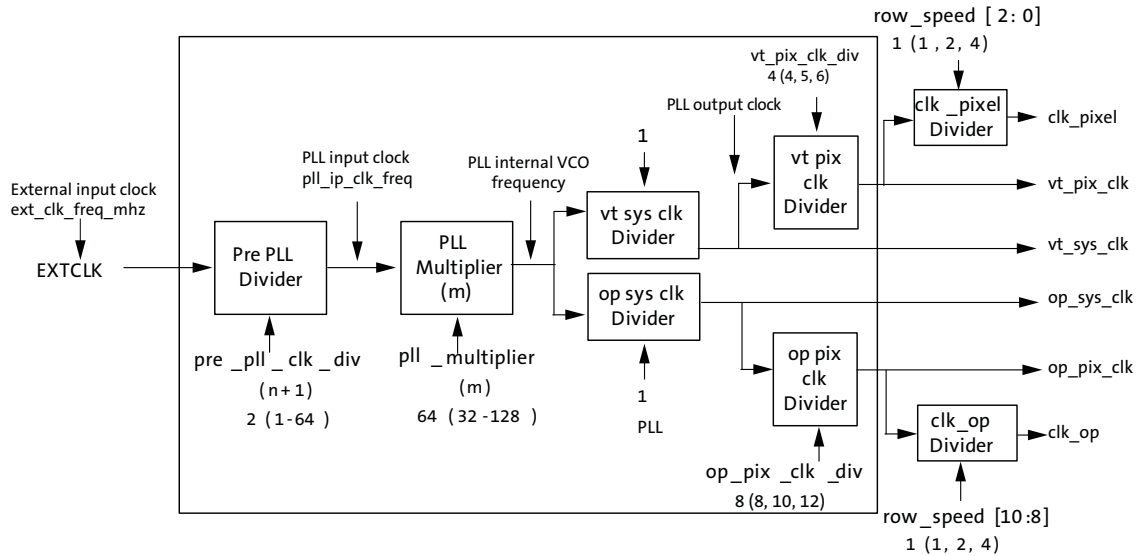 row_speed [ 2: 0]
1 (1 , 2, 4)
vt_pix_clk_div
4 (4, 5, 6)
PLL output clock
clk _pixel
Divider
clk_pixel
1
PLL input clock
pll_ip_clk_freq
PLL internal VCO
frequency
vt pix
clk
Divider
vt_pix_clk
External input clock
ext_clk_freq_mhz
vt sys clk
Divider
vt_sys_clk
EXTCLK
Pre PLL
Divider
PLL
Multiplier
(m)
op sys clk
Divider
op_sys_clk
pre _pll _ clk _div
(n+1)
2 (1-64 )
pll _multiplier
(m)
64 (32 -128 )
1
PLL
op pix
clk
Divider
op_pix_clk
clk_op
Divider
clk_op
op _pix _clk _div
8 (8, 10, 12)
row_speed [10:8]
1 (1, 2, 4)